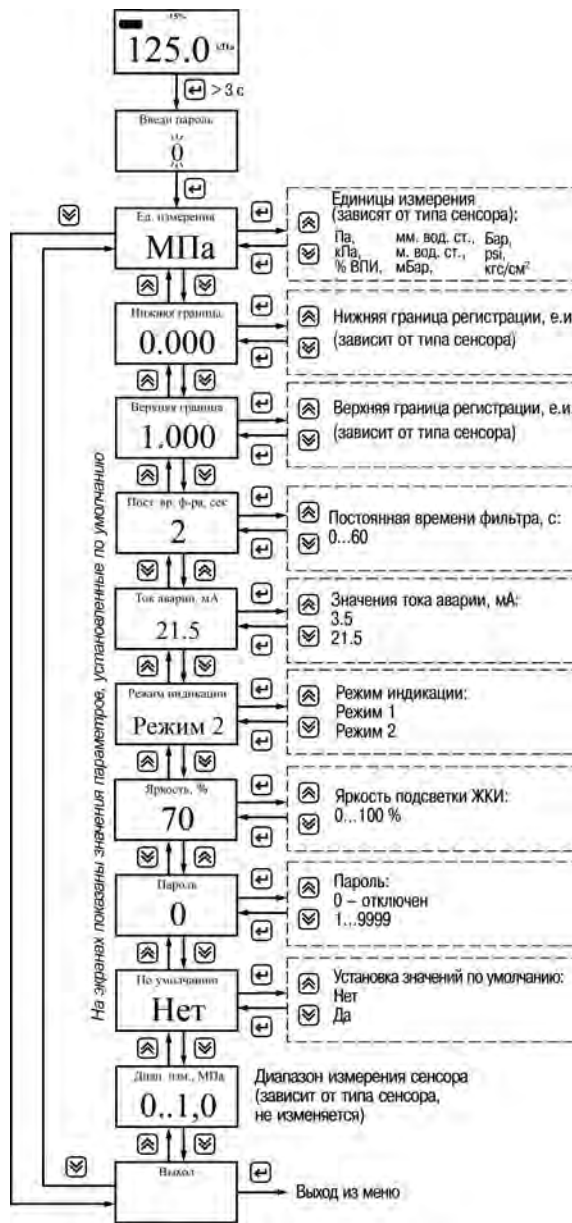 -15%
125.0 кПа
> 3 с
Введи пароль
0
Ед. измерения
МПа
Единицы измерения
(зависят от типа сенсора):
Па, мм. вод. ст., Бар,
кПа, м. вод. ст., psi,
% ВПИ, мБар, кгс/см²
Нижняя граница
0.000
Нижняя граница регистрации, е.и
(зависит от типа сенсора)
Верхняя граница
1.000
Верхняя граница регистрации, е.и
(зависит от типа сенсора)
Пост. вр. ф-ра, сек
2
Постоянная времени фильтра, с:
0...60
Ток аварии, мА
21.5
Значения тока аварии, мА:
3.5
21.5
Режим индикации
Режим 2
Режим индикации:
Режим 1
Режим 2
Яркость, %
70
Яркость подсветки ЖКИ:
0...100 %
Пароль
0
Пароль:
0 – отключен
1...9999
По умолчанию
Нет
Установка значений по умолчанию:
Нет
Да
Диап. изм., МПа
0..1,0
Диапазон измерения сенсора
(зависит от типа сенсора,
не изменяется)
Выход
Выход из меню
На экранах показаны значения параметрое, установленные по умолчанию